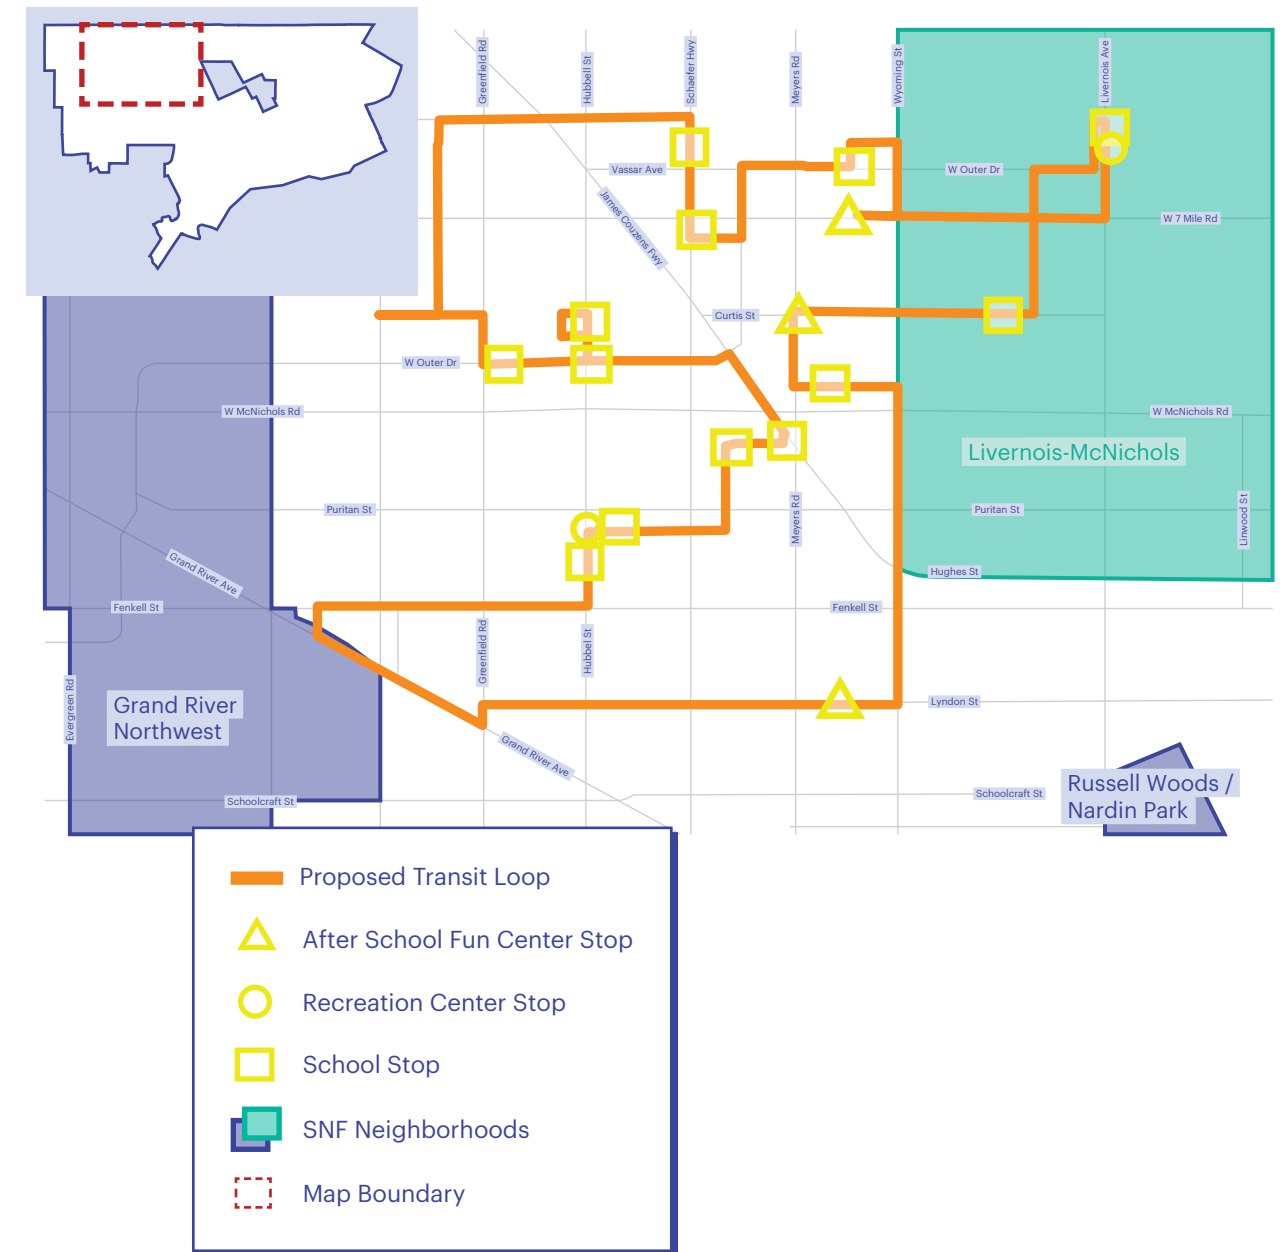 Greenfield Rd
Hubbell St
Schaefer Hwy
Meyers Rd
Wyoming St
Livernois Ave
Vassar Ave
W Outer Dr
James Couzens Fwy
W 7 Mile Rd
Curtis St
W Outer Dr
W McNichols Rd
W McNichols Rd
Livernois-McNichols
Puritan St
Meyers Rd
Puritan St
Linwood St
Grand River Ave
Hughes St
Fenkell St
Fenkell St
Greenfield Rd
Hubbel St
Evergreen Rd
Grand River
Northwest
Lyndon St
Grand River Ave
Schoolcraft St
Schoolcraft St
Russell Woods /
Nardin Park
Proposed Transit Loop
After School Fun Center Stop
Recreation Center Stop
School Stop
SNF Neighborhoods
Map Boundary